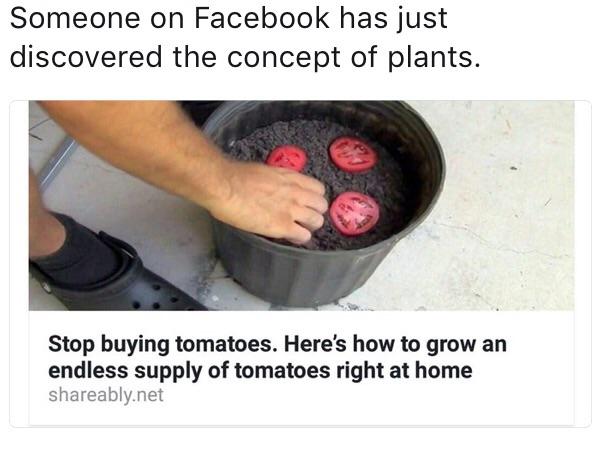 Someone on Facebook has just
discovered the concept of plants.
Stop buying tomatoes. Here's how to grow an
endless supply of tomatoes right at home
shareably.net